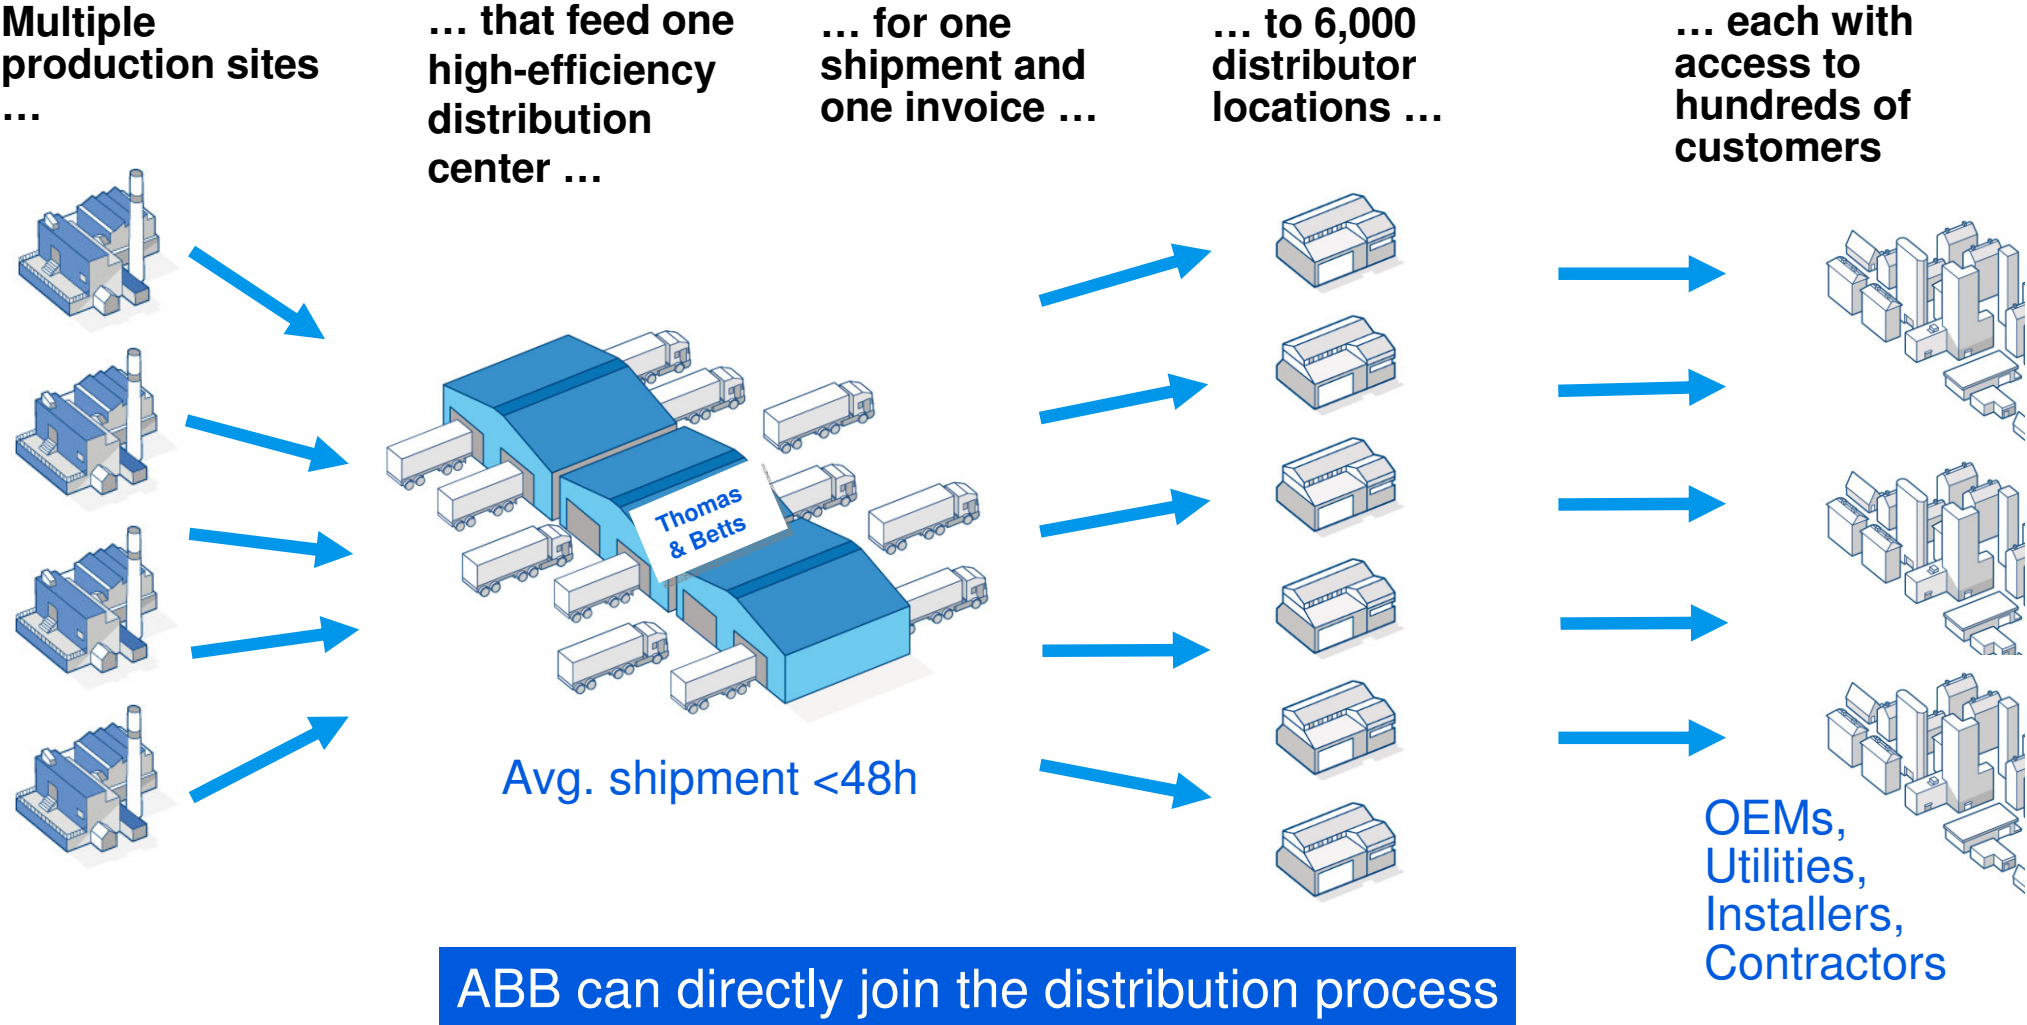 Multiple
production sites
…
… that feed one
high-efficiency
distribution
center …
… for one
shipment and
one invoice …
… to 6,000
distributor
locations …
… each with
access to
hundreds of
customers
Thomas
& Betts
Avg. shipment <48h
OEMs,
Utilities,
Installers,
Contractors
ABB can directly join the distribution process